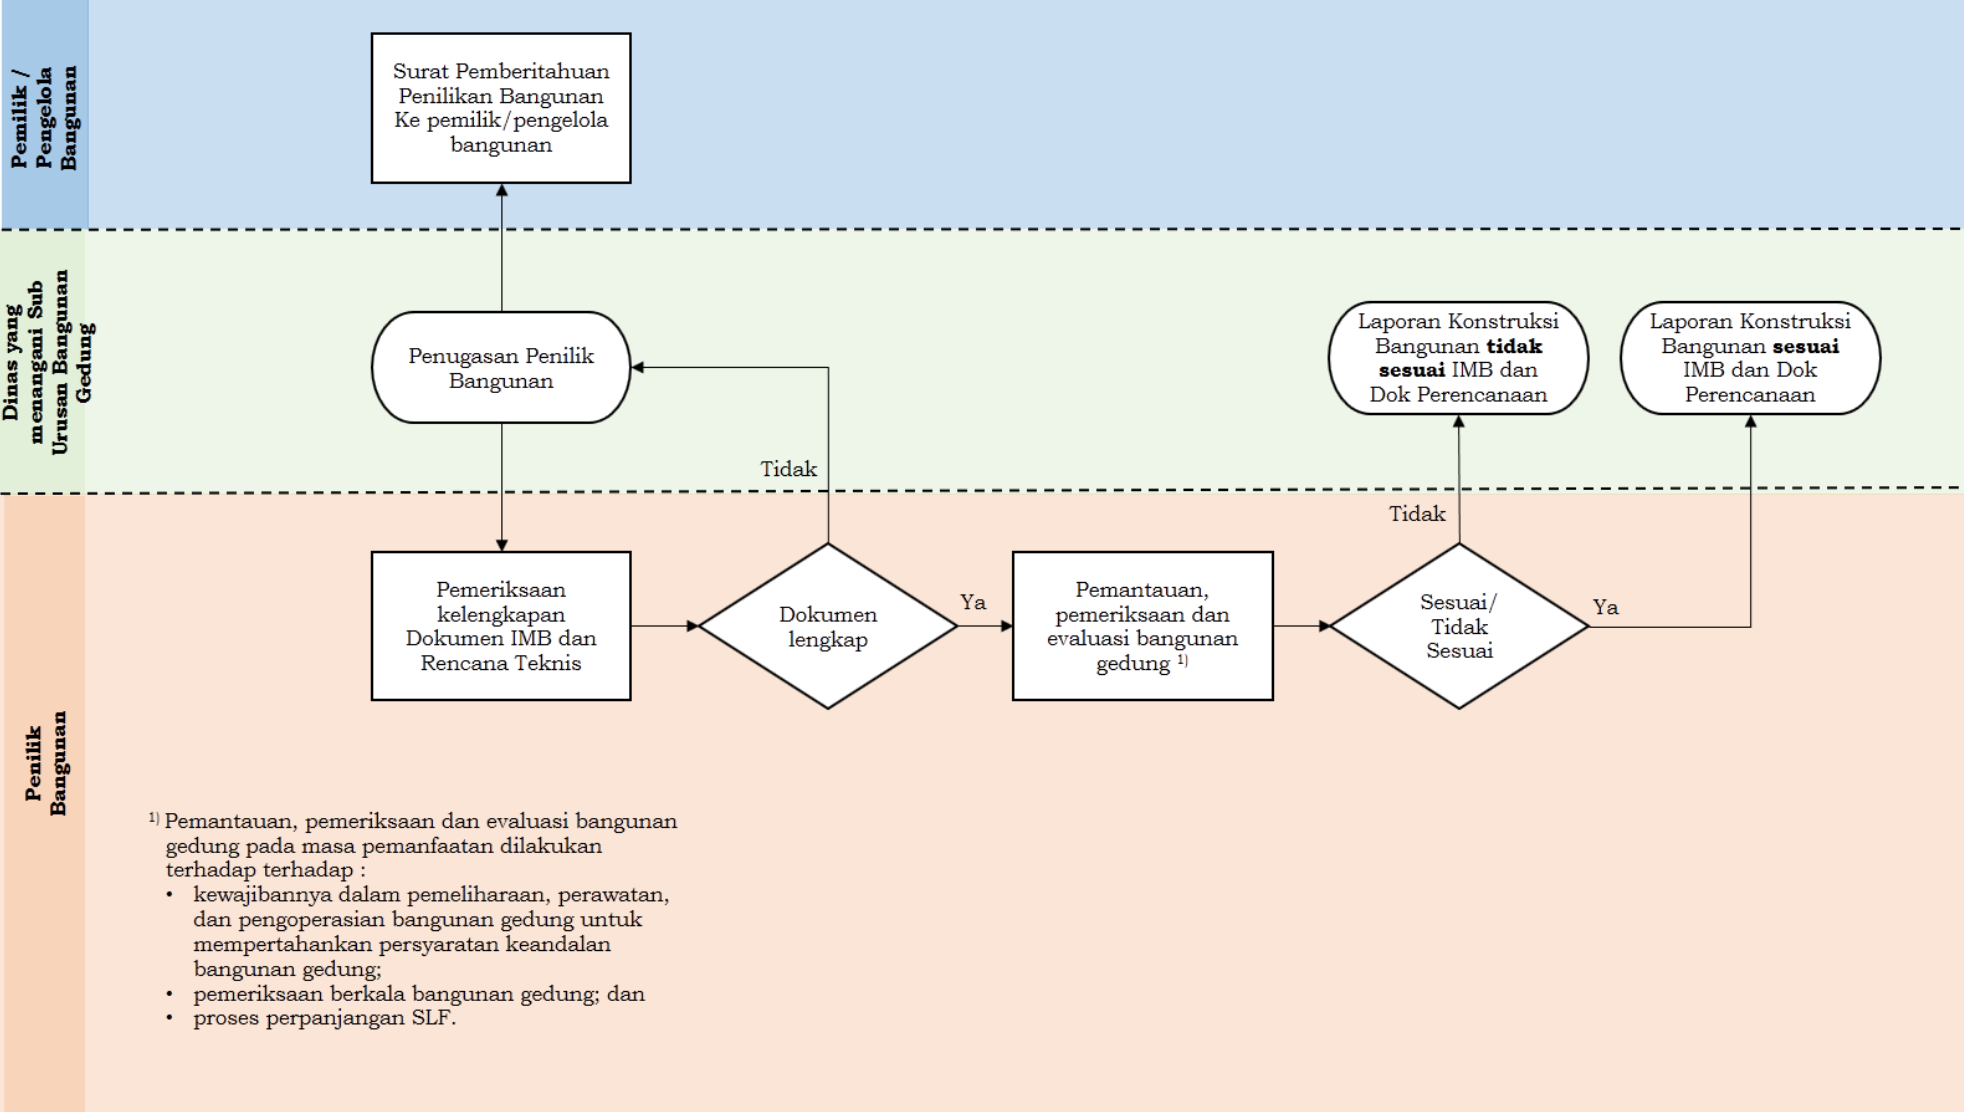 Pemilik /
Pengelola
Bangunan
Surat Pemberitahuan
Penilikan Bangunan
Ke pemilik/pengelola
bangunan
Dinas yang
menangani Sub
Urusan Bangunan
Gedung
Penugasan Penilik
Bangunan
Laporan Konstruksi
Bangunan tidak
sesuai IMB dan
Dok Perencanaan
Laporan Konstruksi
Bangunan sesuai
IMB dan Dok
Perencanaan
Tidak
Tidak
Penilik
Bangunan
Pemeriksaan
kelengkapan
Dokumen IMB dan
Rencana Teknis
Dokumen
lengkap
Ya
Pemantauan,
pemeriksaan dan
evaluasi bangunan
gedung 1)
Sesuai/
Tidak
Sesuai
Ya
1) Pemantauan, pemeriksaan dan evaluasi bangunan
gedung pada masa pemanfaatan dilakukan
terhadap terhadap :
• kewajibannya dalam pemeliharaan, perawatan,
dan pengoperasian bangunan gedung untuk
mempertahankan persyaratan keandalan
bangunan gedung;
• pemeriksaan berkala bangunan gedung; dan
• proses perpanjangan SLF.